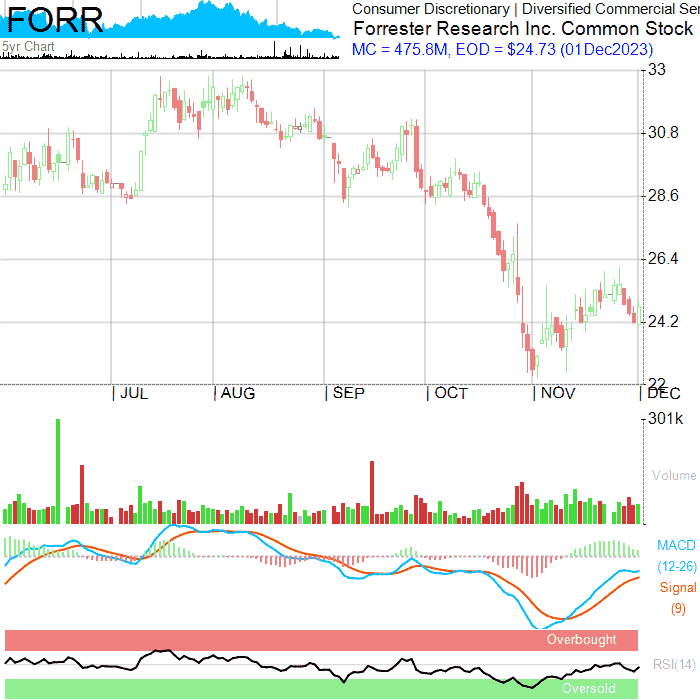 FORR
5yr Chart
Consumer Discretionary | Diversified Commercial Ser
Forrester Research Inc. Common Stock
MC = 475.8M, EOD = $24.73 (01Dec2023)
33
30.8
28.6
26.4
24.2
22
JUL
AUG
SEP
OCT
NOV
DEC
301k
Volume
MACD
(12-26)
Signal
(9)
Overbought
RSI(14)
Oversold